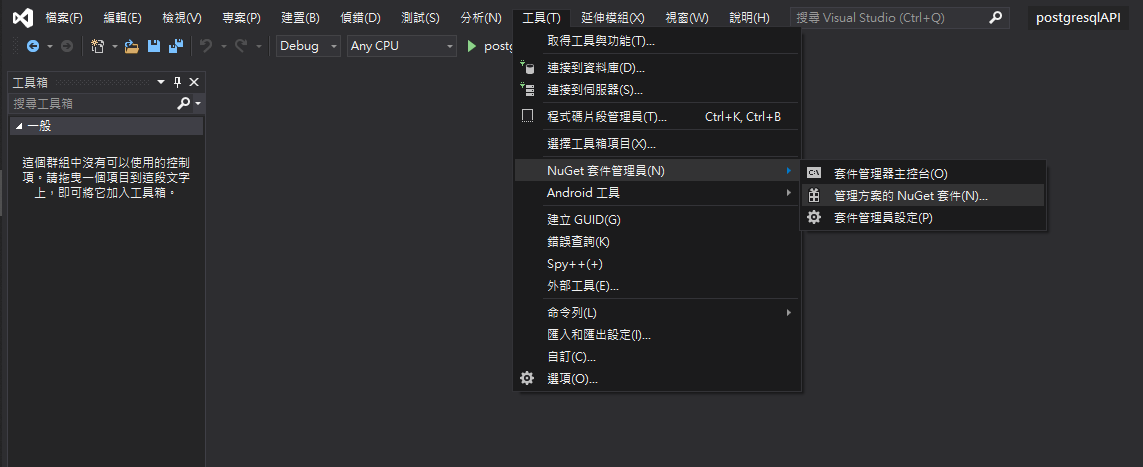 檔案(F) 編輯(E) 檢視(V) 專案(P) 建置(B) 偵錯(D) 測試(S) 分析(N) 工具(T) 延伸模組(X) 視窗(W) 說明(H) 搜尋 Visual Studio (Ctrl+Q) postgresqlAPI
Debug Any CPU postg
工具箱
搜尋工具箱
一般
這個群組中沒有可以使用的控制
項。請拖曳一個項目到這段文字
上，即可將它加入工具箱。
取得工具與功能(T)...
連接到資料庫(D)...
連接到伺服器(S)...
程式碼片段管理員(T)... Ctrl+K, Ctrl+B
選擇工具箱項目(X)...
NuGet 套件管理員(N)
Android 工具
建立 GUID(G)
錯誤查詢(K)
Spy++(+)
外部工具(E)...
命令列(L)
匯入和匯出設定(I)...
自訂(C)...
選項(O)...
C:\
套件管理器主控台(O)
管理方案的 NuGet 套件(N)...
套件管理員設定(P)